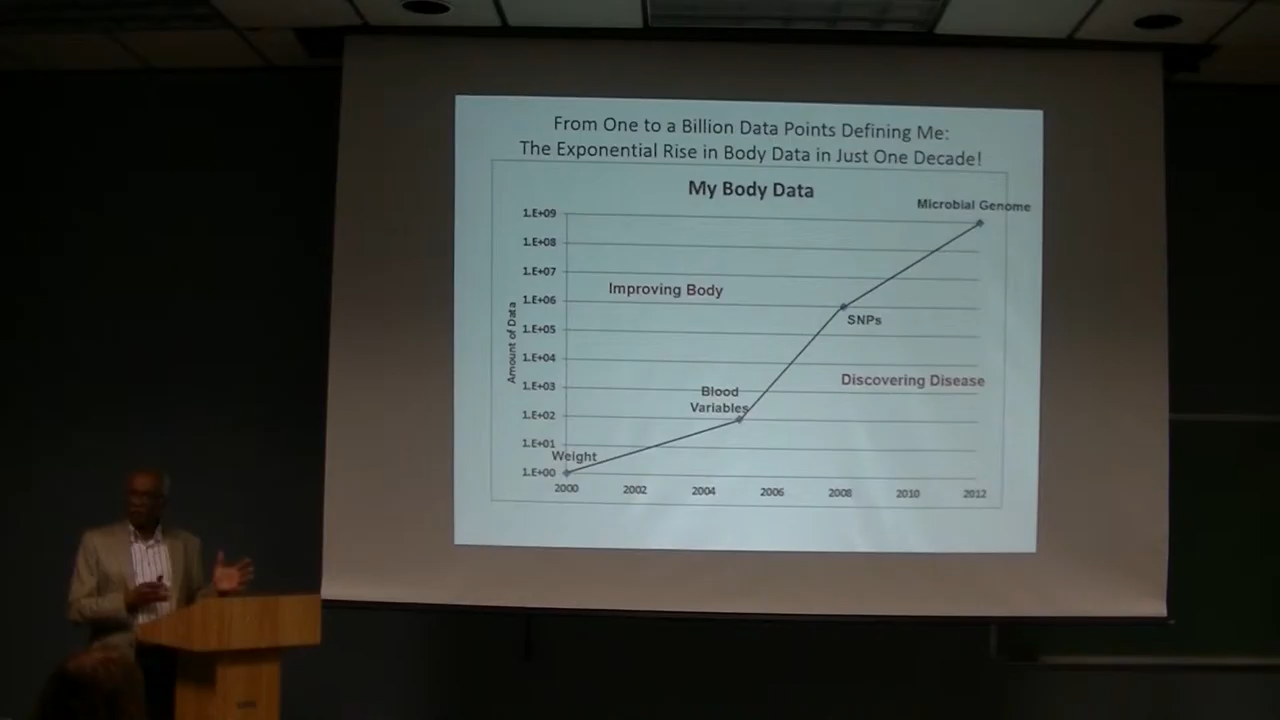 From One to a Billion Data Points Defining Me:
The Exponential Rise in Body Data in Just One Decade!
My Body Data
Microbial Genome
1.E+09
1.E+08
1.E+07
Improving Body
1.E+06
SNPs
1.E+05
Amount of Data
1.E+04
Discovering Disease
1.E+03
Blood
Variables
1.E+02
1.E+01
Weight
1.E+00
2000 2002 2004 2006 2008 2010 2012